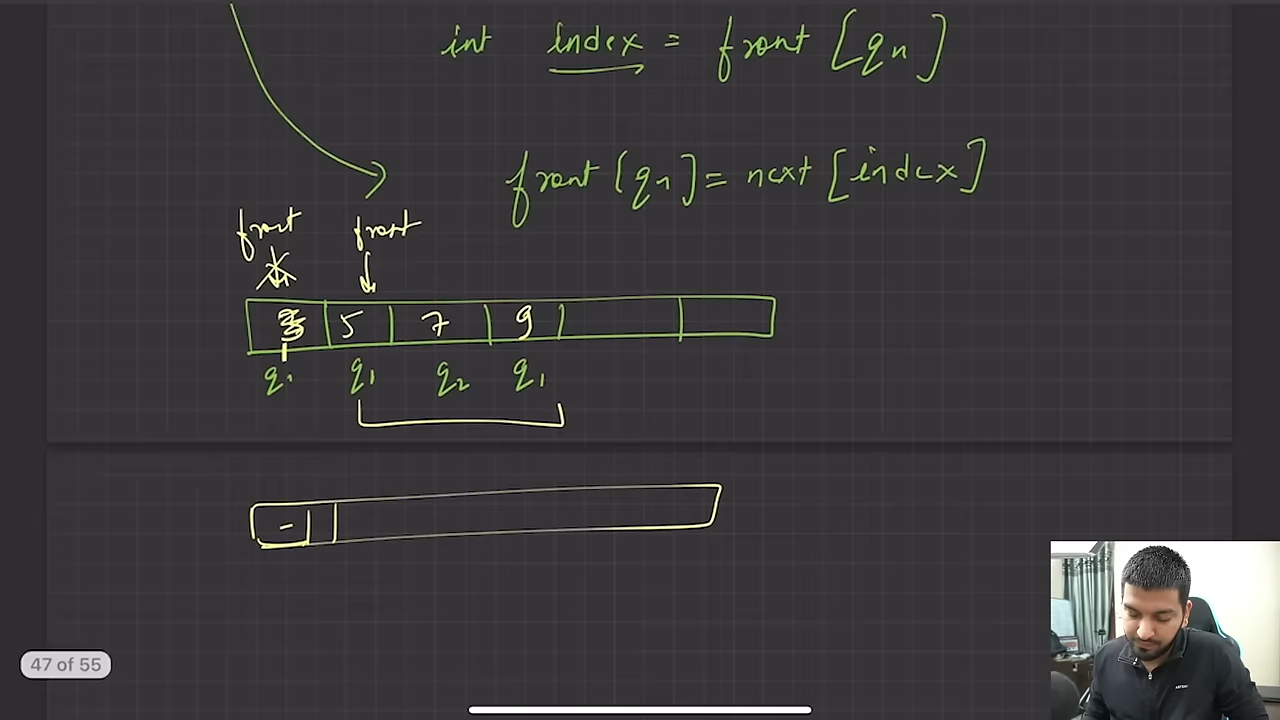 int index = front [qn]
front [qn] = next [index]
front front
5 7 9
q1 q1 q2 q1
-
47 of 55